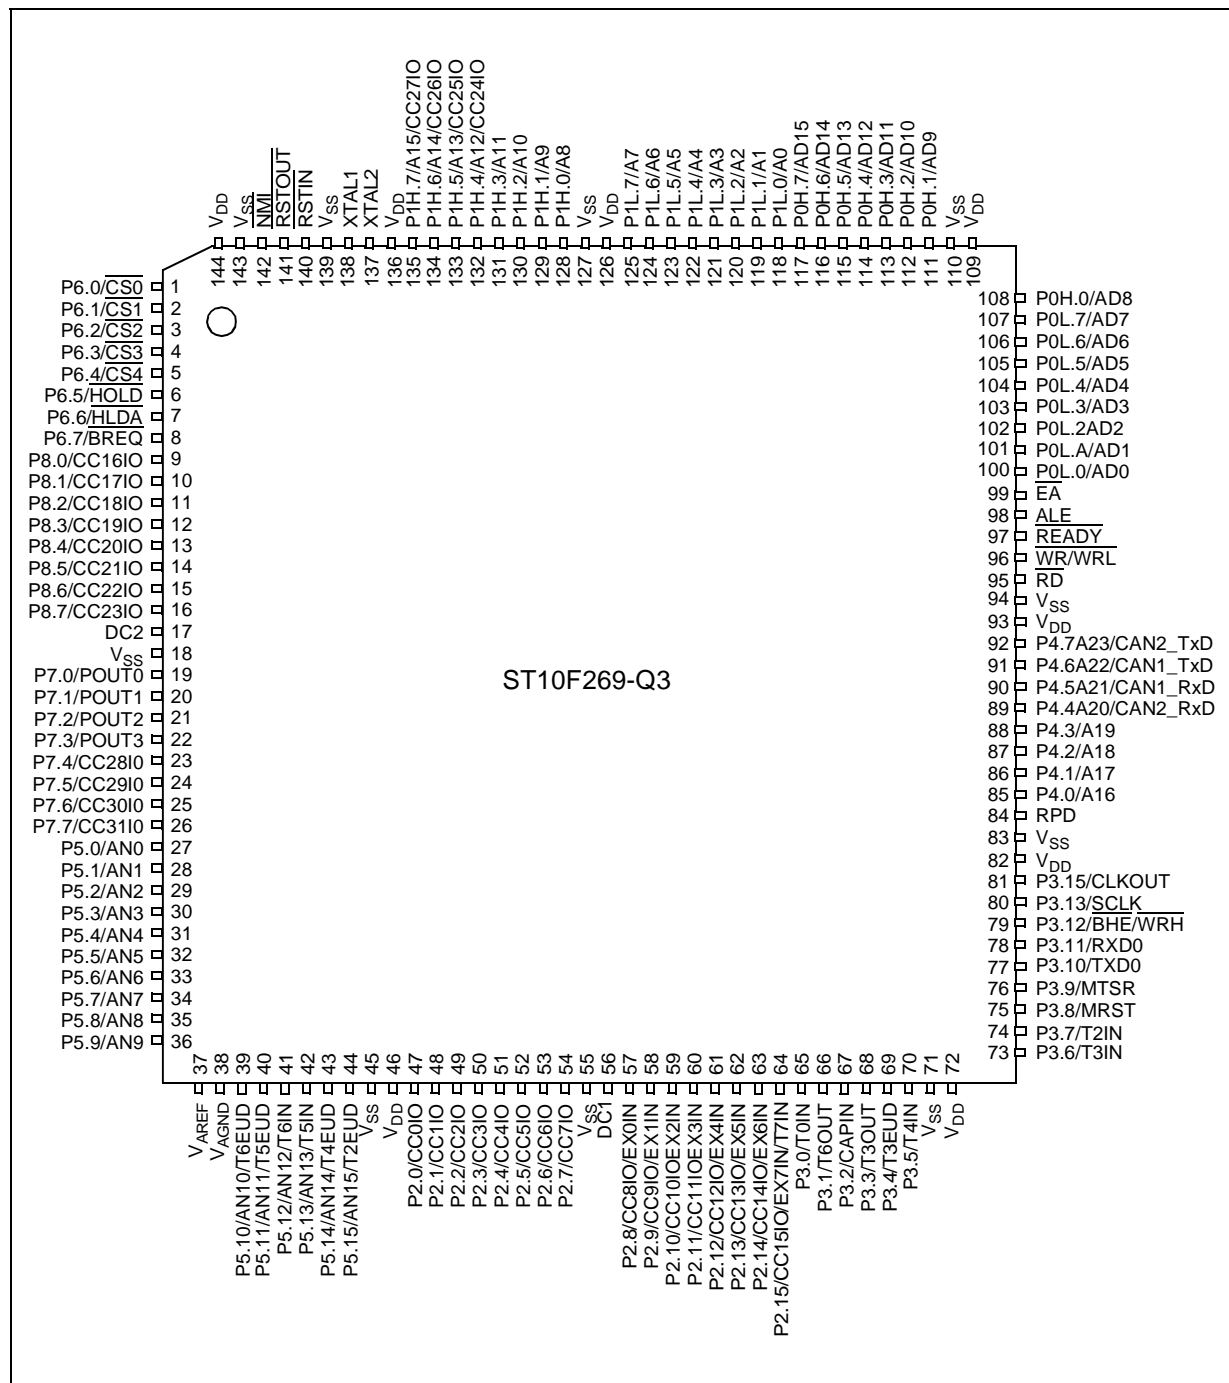 VDD
VSS
NMI
RSTOUT
RSTIN
VSS
XTAL1
XTAL2
VDD
P1H.7/A15/CC27IO
P1H.6/A14/CC26IO
P1H.5/A13/CC25IO
P1H.4/A12/CC24IO
P1H.3/A11
P1H.2/A10
P1H.1/A9
P1H.0/A8
VSS
VDD
P1L.7/A7
P1L.6/A6
P1L.5/A5
P1L.4/A4
P1L.3/A3
P1L.2/A2
P1L.1/A1
P1L.0/A0
P0H.7/AD15
P0H.6/AD14
P0H.5/AD13
P0H.4/AD12
P0H.3/AD11
P0H.2/AD10
P0H.1/AD9
VSS
VDD
144
143
142
141
140
139
138
137
136
135
134
133
132
131
130
129
128
127
126
125
124
123
122
121
120
119
118
117
116
115
114
113
112
111
110
109
P6.0/CS0 1
P6.1/CS1 2
P6.2/CS2 3
P6.3/CS3 4
P6.4/CS4 5
P6.5/HOLD 6
P6.6/HLDA 7
P6.7/BREQ 8
P8.0/CC16IO 9
P8.1/CC17IO 10
P8.2/CC18IO 11
P8.3/CC19IO 12
P8.4/CC20IO 13
P8.5/CC21IO 14
P8.6/CC22IO 15
P8.7/CC23IO 16
DC2 17
VSS 18
P7.0/POUT0 19
P7.1/POUT1 20
P7.2/POUT2 21
P7.3/POUT3 22
P7.4/CC28I0 23
P7.5/CC29I0 24
P7.6/CC30I0 25
P7.7/CC31I0 26
P5.0/AN0 27
P5.1/AN1 28
P5.2/AN2 29
P5.3/AN3 30
P5.4/AN4 31
P5.5/AN5 32
P5.6/AN6 33
P5.7/AN7 34
P5.8/AN8 35
P5.9/AN9 36
ST10F269-Q3
108 P0H.0/AD8
107 P0L.7/AD7
106 P0L.6/AD6
105 P0L.5/AD5
104 P0L.4/AD4
103 P0L.3/AD3
102 P0L.2AD2
101 P0L.A/AD1
100 P0L.0/AD0
99 EA
98 ALE
97 READY
96 WR/WRL
95 RD
94 VSS
93 VDD
92 P4.7A23/CAN2_TxD
91 P4.6A22/CAN1_TxD
90 P4.5A21/CAN1_RxD
89 P4.4A20/CAN2_RxD
88 P4.3/A19
87 P4.2/A18
86 P4.1/A17
85 P4.0/A16
84 RPD
83 VSS
82 VDD
81 P3.15/CLKOUT
80 P3.13/SCLK
79 P3.12/BHE/WRH
78 P3.11/RXD0
77 P3.10/TXD0
76 P3.9/MTSR
75 P3.8/MRST
74 P3.7/T2IN
73 P3.6/T3IN
37
38
39
40
41
42
43
44
45
46
47
48
49
50
51
52
53
54
55
56
57
58
59
60
61
62
63
64
65
66
67
68
69
70
71
72
VAREF
VAGND
P5.10/AN10/T6EUD
P5.11/AN11/T5EUD
P5.12/AN12/T6IN
P5.13/AN13/T5IN
P5.14/AN14/T4EUD
P5.15/AN15/T2EUD
VSS
VDD
P2.0/CC0IO
P2.1/CC1IO
P2.2/CC2IO
P2.3/CC3IO
P2.4/CC4IO
P2.5/CC5IO
P2.6/CC6IO
P2.7/CC7IO
VSS
DC1
P2.8/CC8IO/EX0IN
P2.9/CC9IO/EX1IN
P2.10/CC10IOEX2IN
P2.11/CC11IOEX3IN
P2.12/CC12IO/EX4IN
P2.13/CC13IO/EX5IN
P2.14/CC14IO/EX6IN
P2.15/CC15IO/EX7IN/T7IN
P3.0/T0IN
P3.1/T6OUT
P3.2/CAPIN
P3.3/T3OUT
P3.4/T3EUD
P3.5/T4IN
VSS
VDD